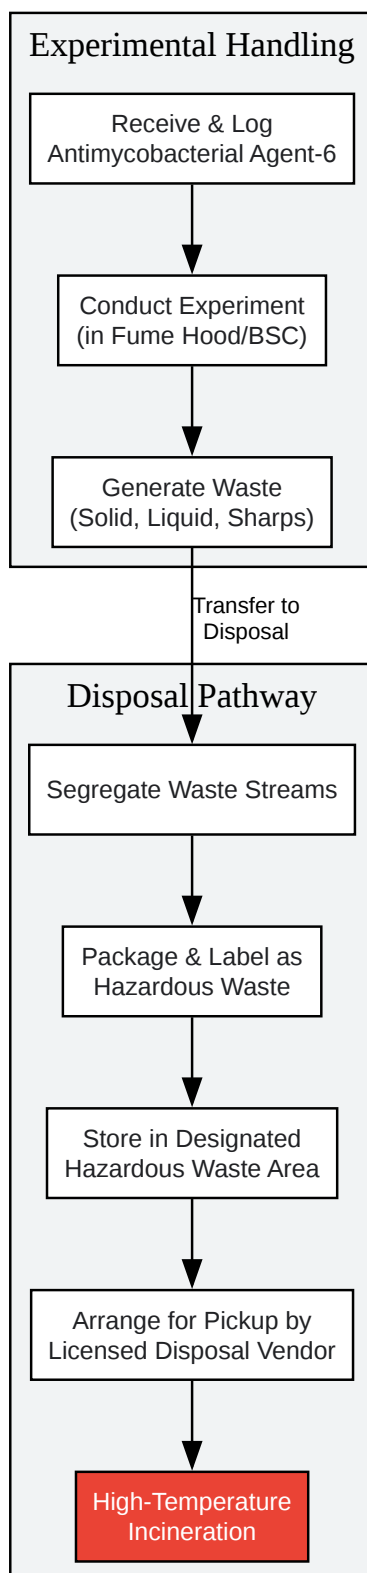 Experimental Handling
Receive & Log
Antimycobacterial Agent-6
Conduct Experiment
(in Fume Hood/BSC)
Generate Waste
(Solid, Liquid, Sharps)
Transfer to
Disposal
Disposal Pathway
Segregate Waste Streams
Package & Label as
Hazardous Waste
Store in Designated
Hazardous Waste Area
Arrange for Pickup by
Licensed Disposal Vendor
High-Temperature
Incineration